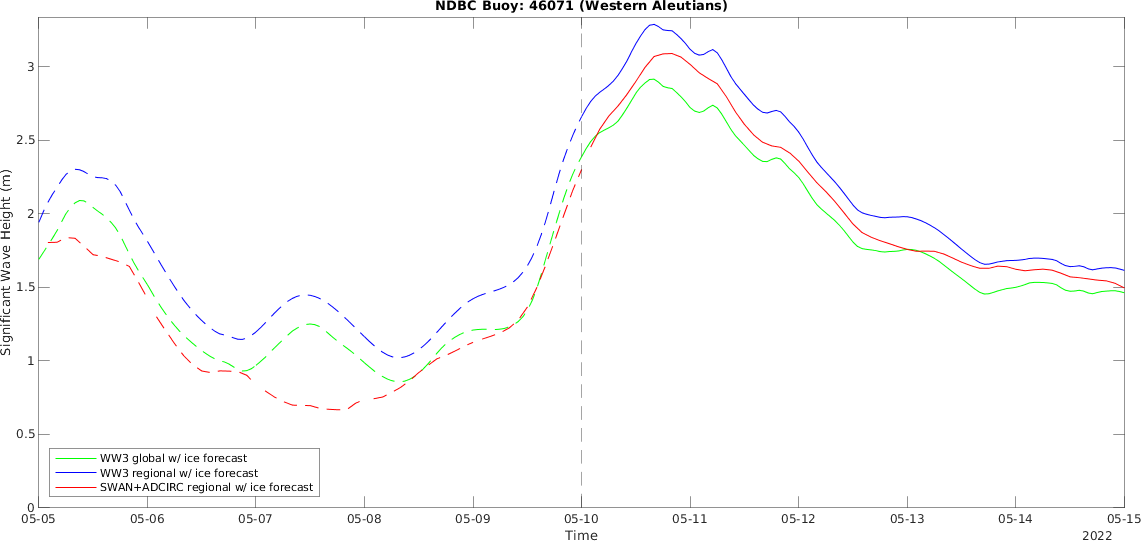 NDBC Buoy: 46071 (Western Aleutians)
Significant Wave Height (m)
3
2.5
2
1.5
1
0.5
0
WW3 global w/ ice forecast
WW3 regional w/ ice forecast
SWAN+ADCIRC regional w/ ice forecast
05-05 05-06 05-07 05-08 05-09 05-10 05-11 05-12 05-13 05-14 05-15
Time
2022